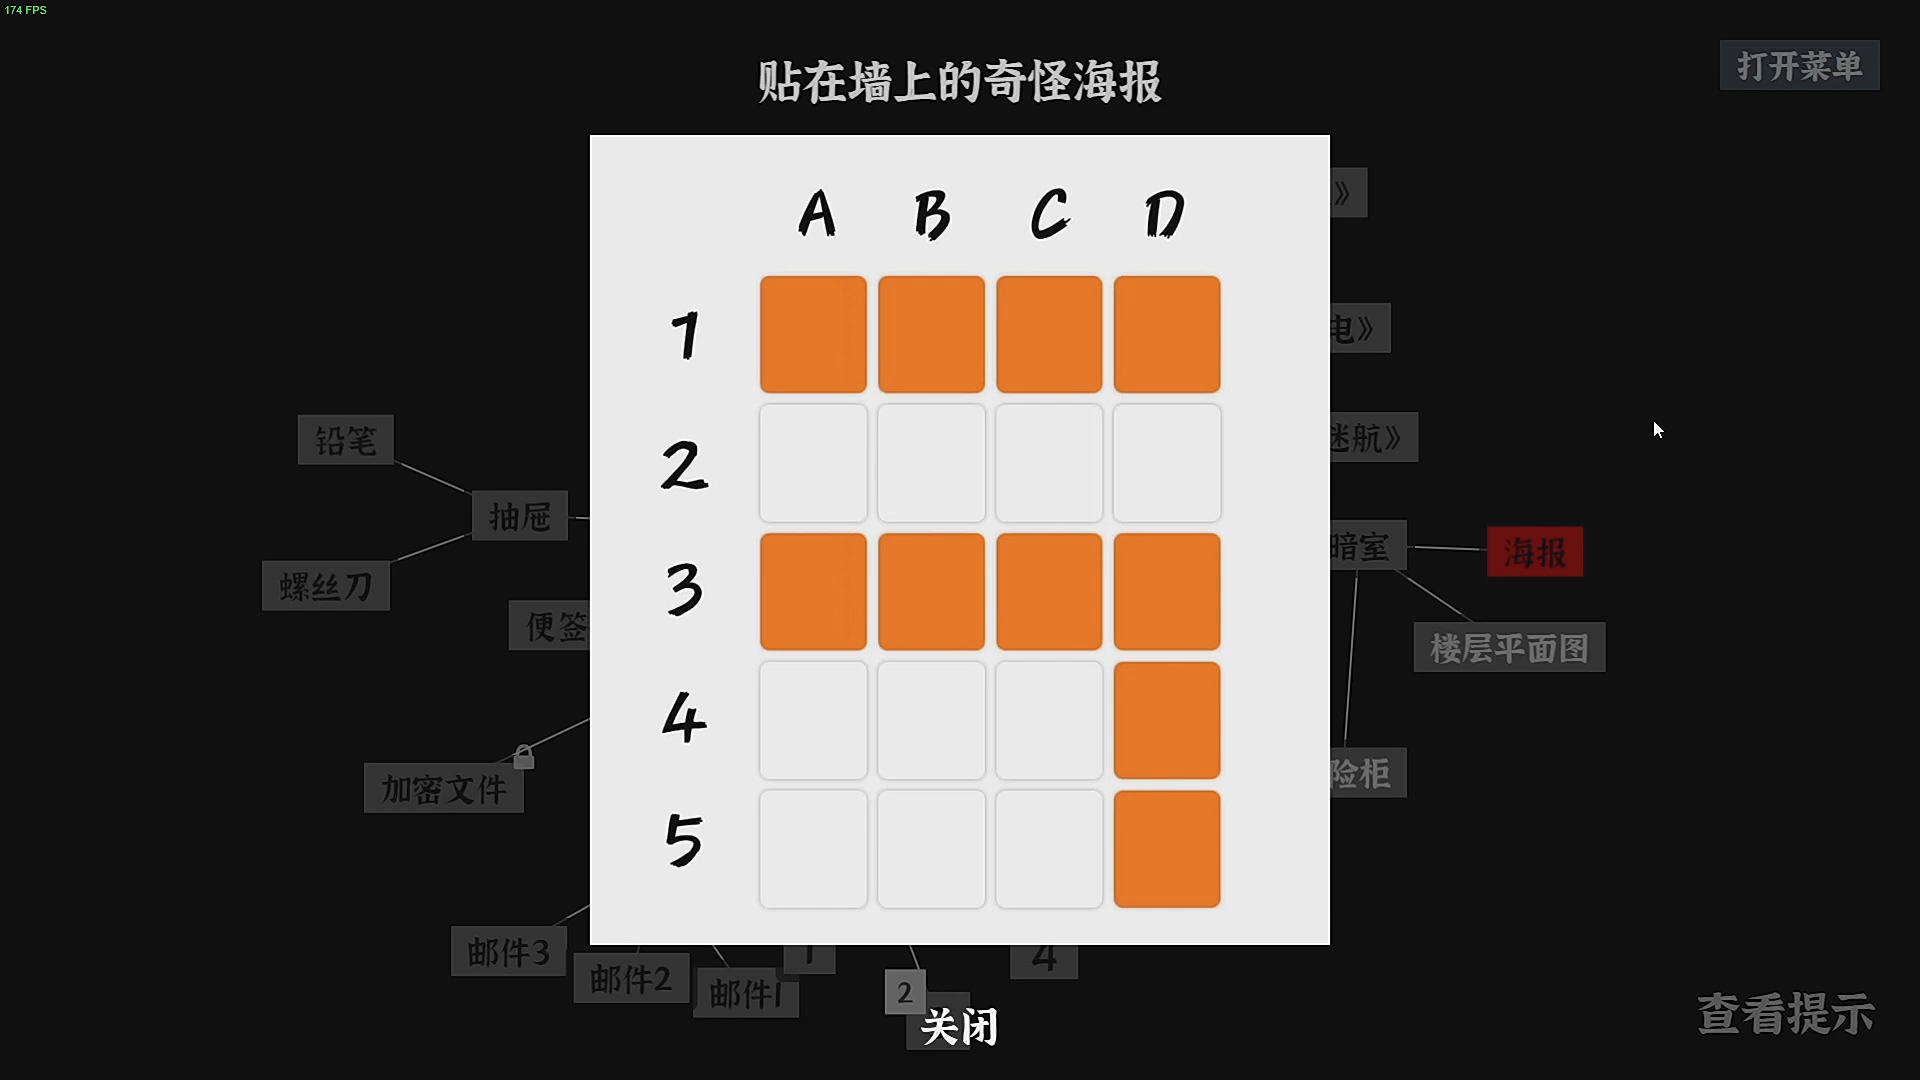 174 FPS
贴在墙上的奇怪海报
打开菜单
A B C D
1
2
3
4
5
》
电》
迷航》
铅笔
抽屉
螺丝刀
便签
暗室
海报
楼层平面图
险柜
加密文件
邮件3
邮件2
邮件1
1
2
4
关闭
查看提示